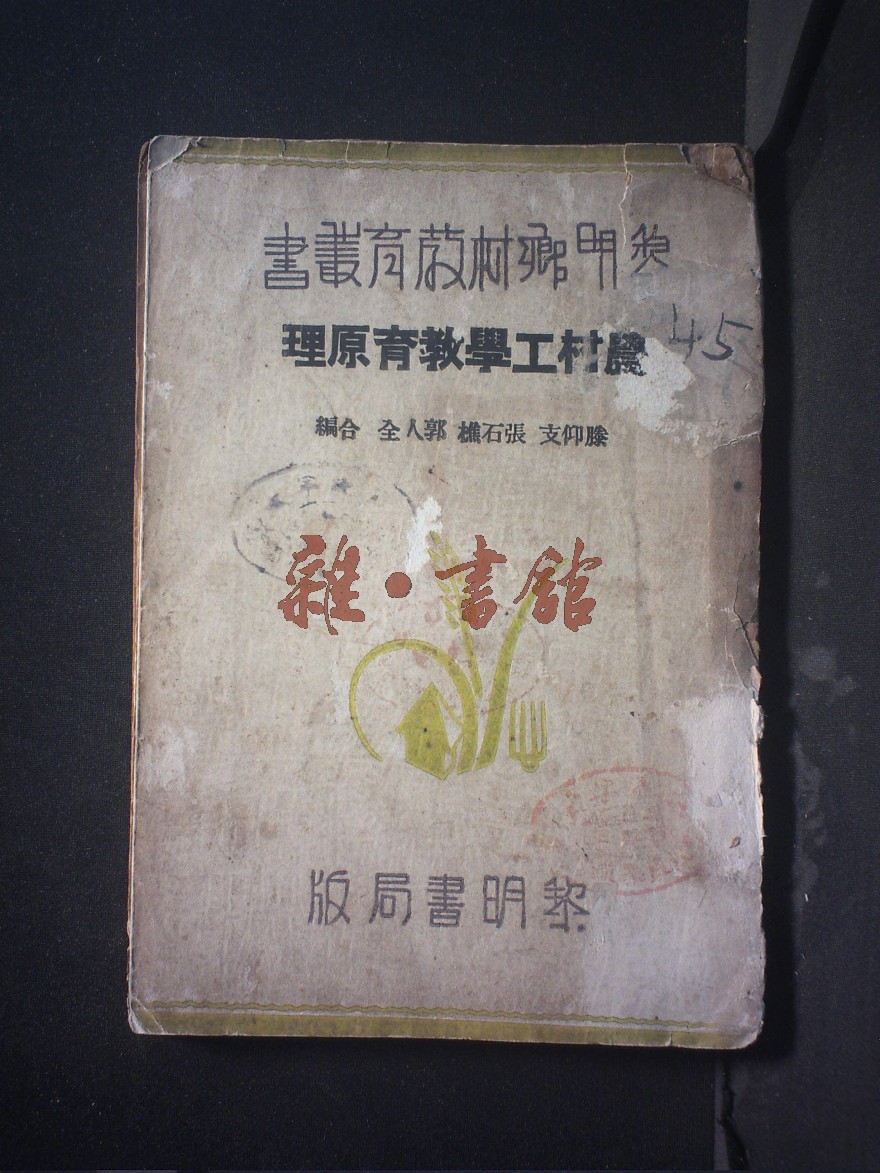 黎明鄉村教育叢書
45
農村工學教育原理
滕仰支 張石樵 郭人全 合編
雜·書館
黎明書局版